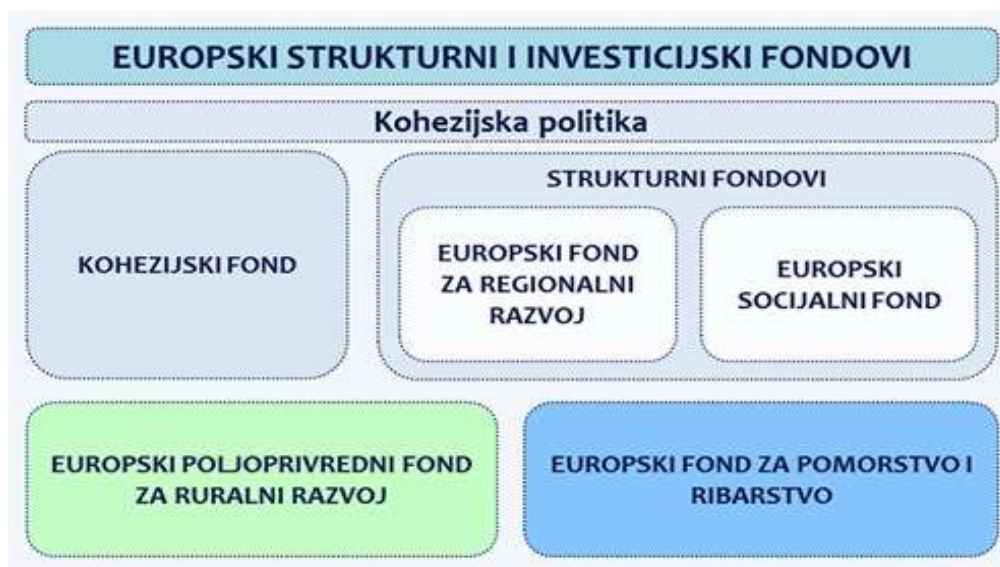 EUROPSKI STRUKTURNI I INVESTICIJSKI FONDOVI
Kohezijska politika
KOHEZIJSKI FOND
STRUKTURNI FONDOVI
EUROPSKI FOND
ZA REGIONALNI
RAZVOJ
EUROPSKI
SOCIJALNI FOND
EUROPSKI POLJOPRIVREDNI FOND
ZA RURALNI RAZVOJ
EUROPSKI FOND ZA POMORSTVO I
RIBARSTVO